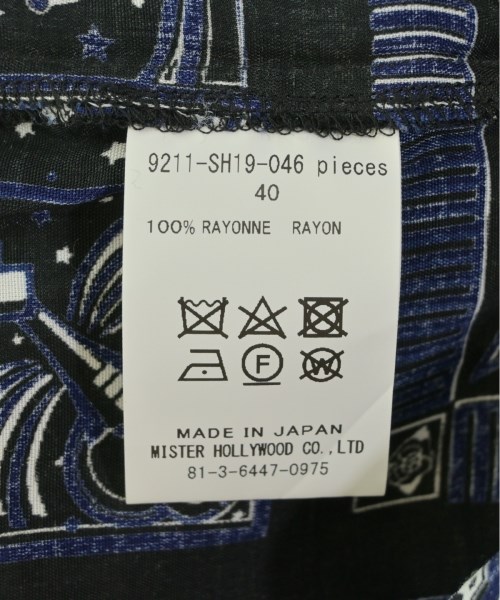 9211-SH19-046 pieces
40
100% RAYONNE RAYON
F W
MADE IN JAPAN
MISTER HOLLYWOOD CO.,LTD
81-3-6447-0975